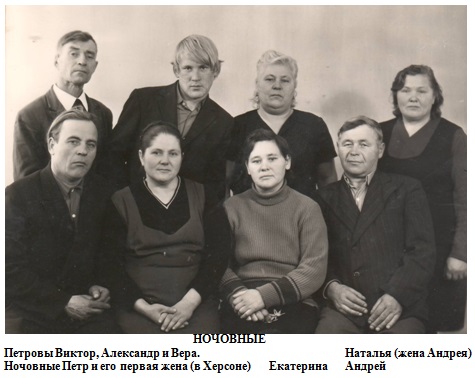 НОЧОВНЫЕ
Петровы Виктор, Александр и Вера. Наталья (жена Андрея)
Ночовные Петр и его первая жена (в Херсоне) Екатерина Андрей